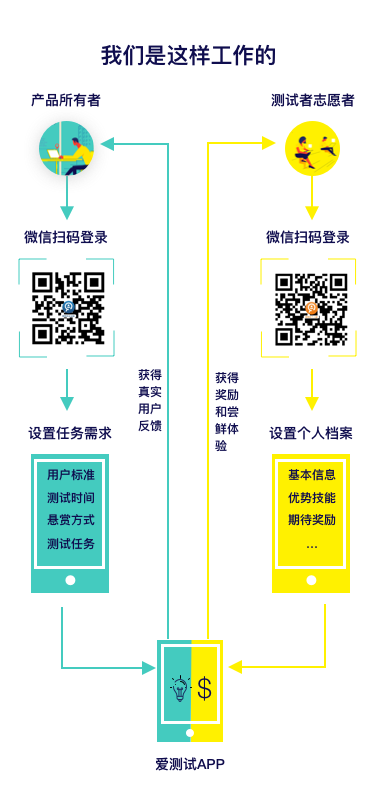 我们是这样工作的
产品所有者
测试者志愿者
微信扫码登录
微信扫码登录
获得
真实
用户
反馈
获得
奖励
和尝
鲜体
验
设置任务需求
设置个人档案
用户标准
测试时间
悬赏方式
测试任务
基本信息
优势技能
期待奖励
...
$
爱测试APP